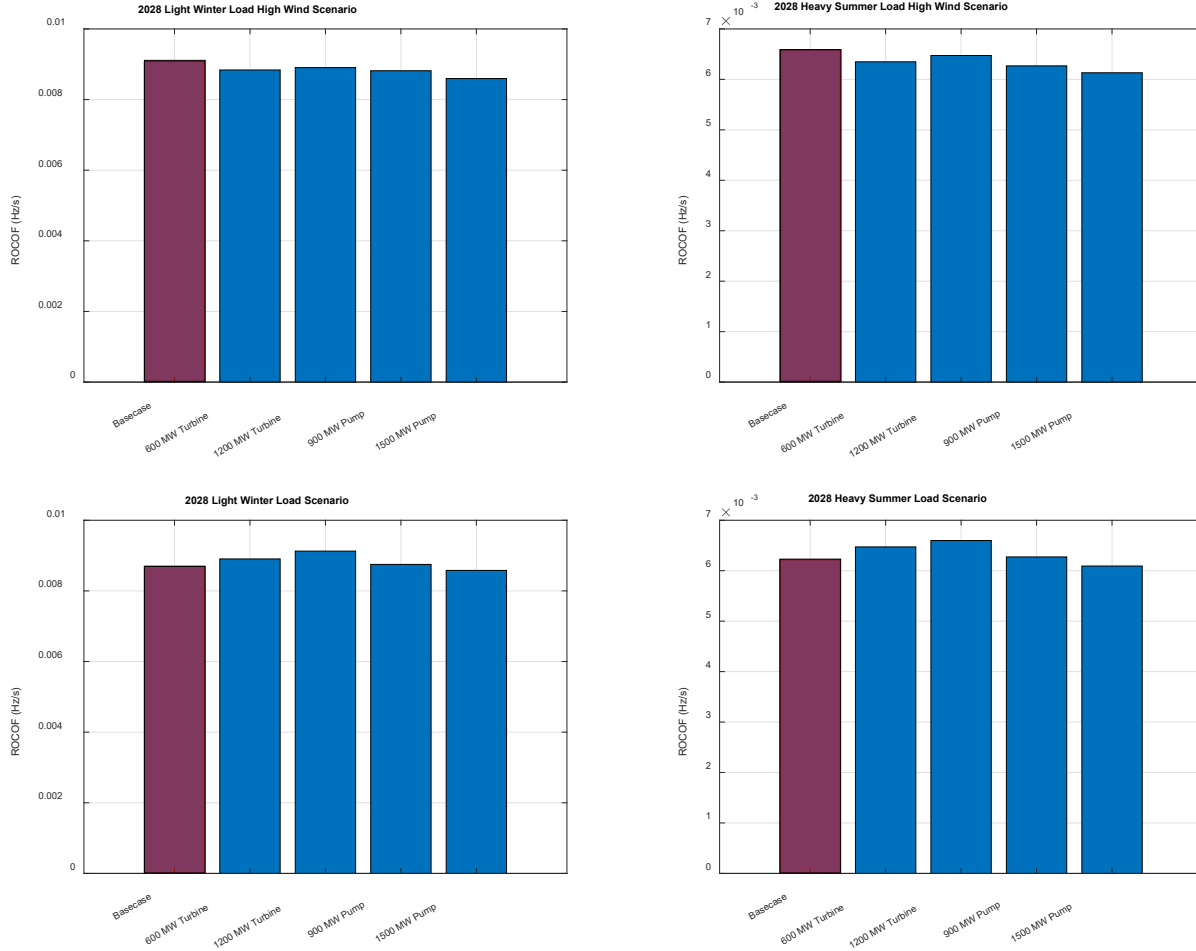 2028 Light Winter Load High Wind Scenario
0.01
0.008
0.006
0.004
0.002
0
ROCOF (Hz/s)
Basecase
600 MW Turbine
1200 MW Turbine
900 MW Pump
1500 MW Pump
2028 Heavy Summer Load High Wind Scenario
× 10 -3
7
6
5
4
3
2
1
0
ROCOF (Hz/s)
Basecase
600 MW Turbine
1200 MW Turbine
900 MW Pump
1500 MW Pump
2028 Light Winter Load Scenario
0.01
0.008
0.006
0.004
0.002
0
ROCOF (Hz/s)
Basecase
600 MW Turbine
1200 MW Turbine
900 MW Pump
1500 MW Pump
2028 Heavy Summer Load Scenario
× 10 -3
7
6
5
4
3
2
1
0
ROCOF (Hz/s)
Basecase
600 MW Turbine
1200 MW Turbine
900 MW Pump
1500 MW Pump